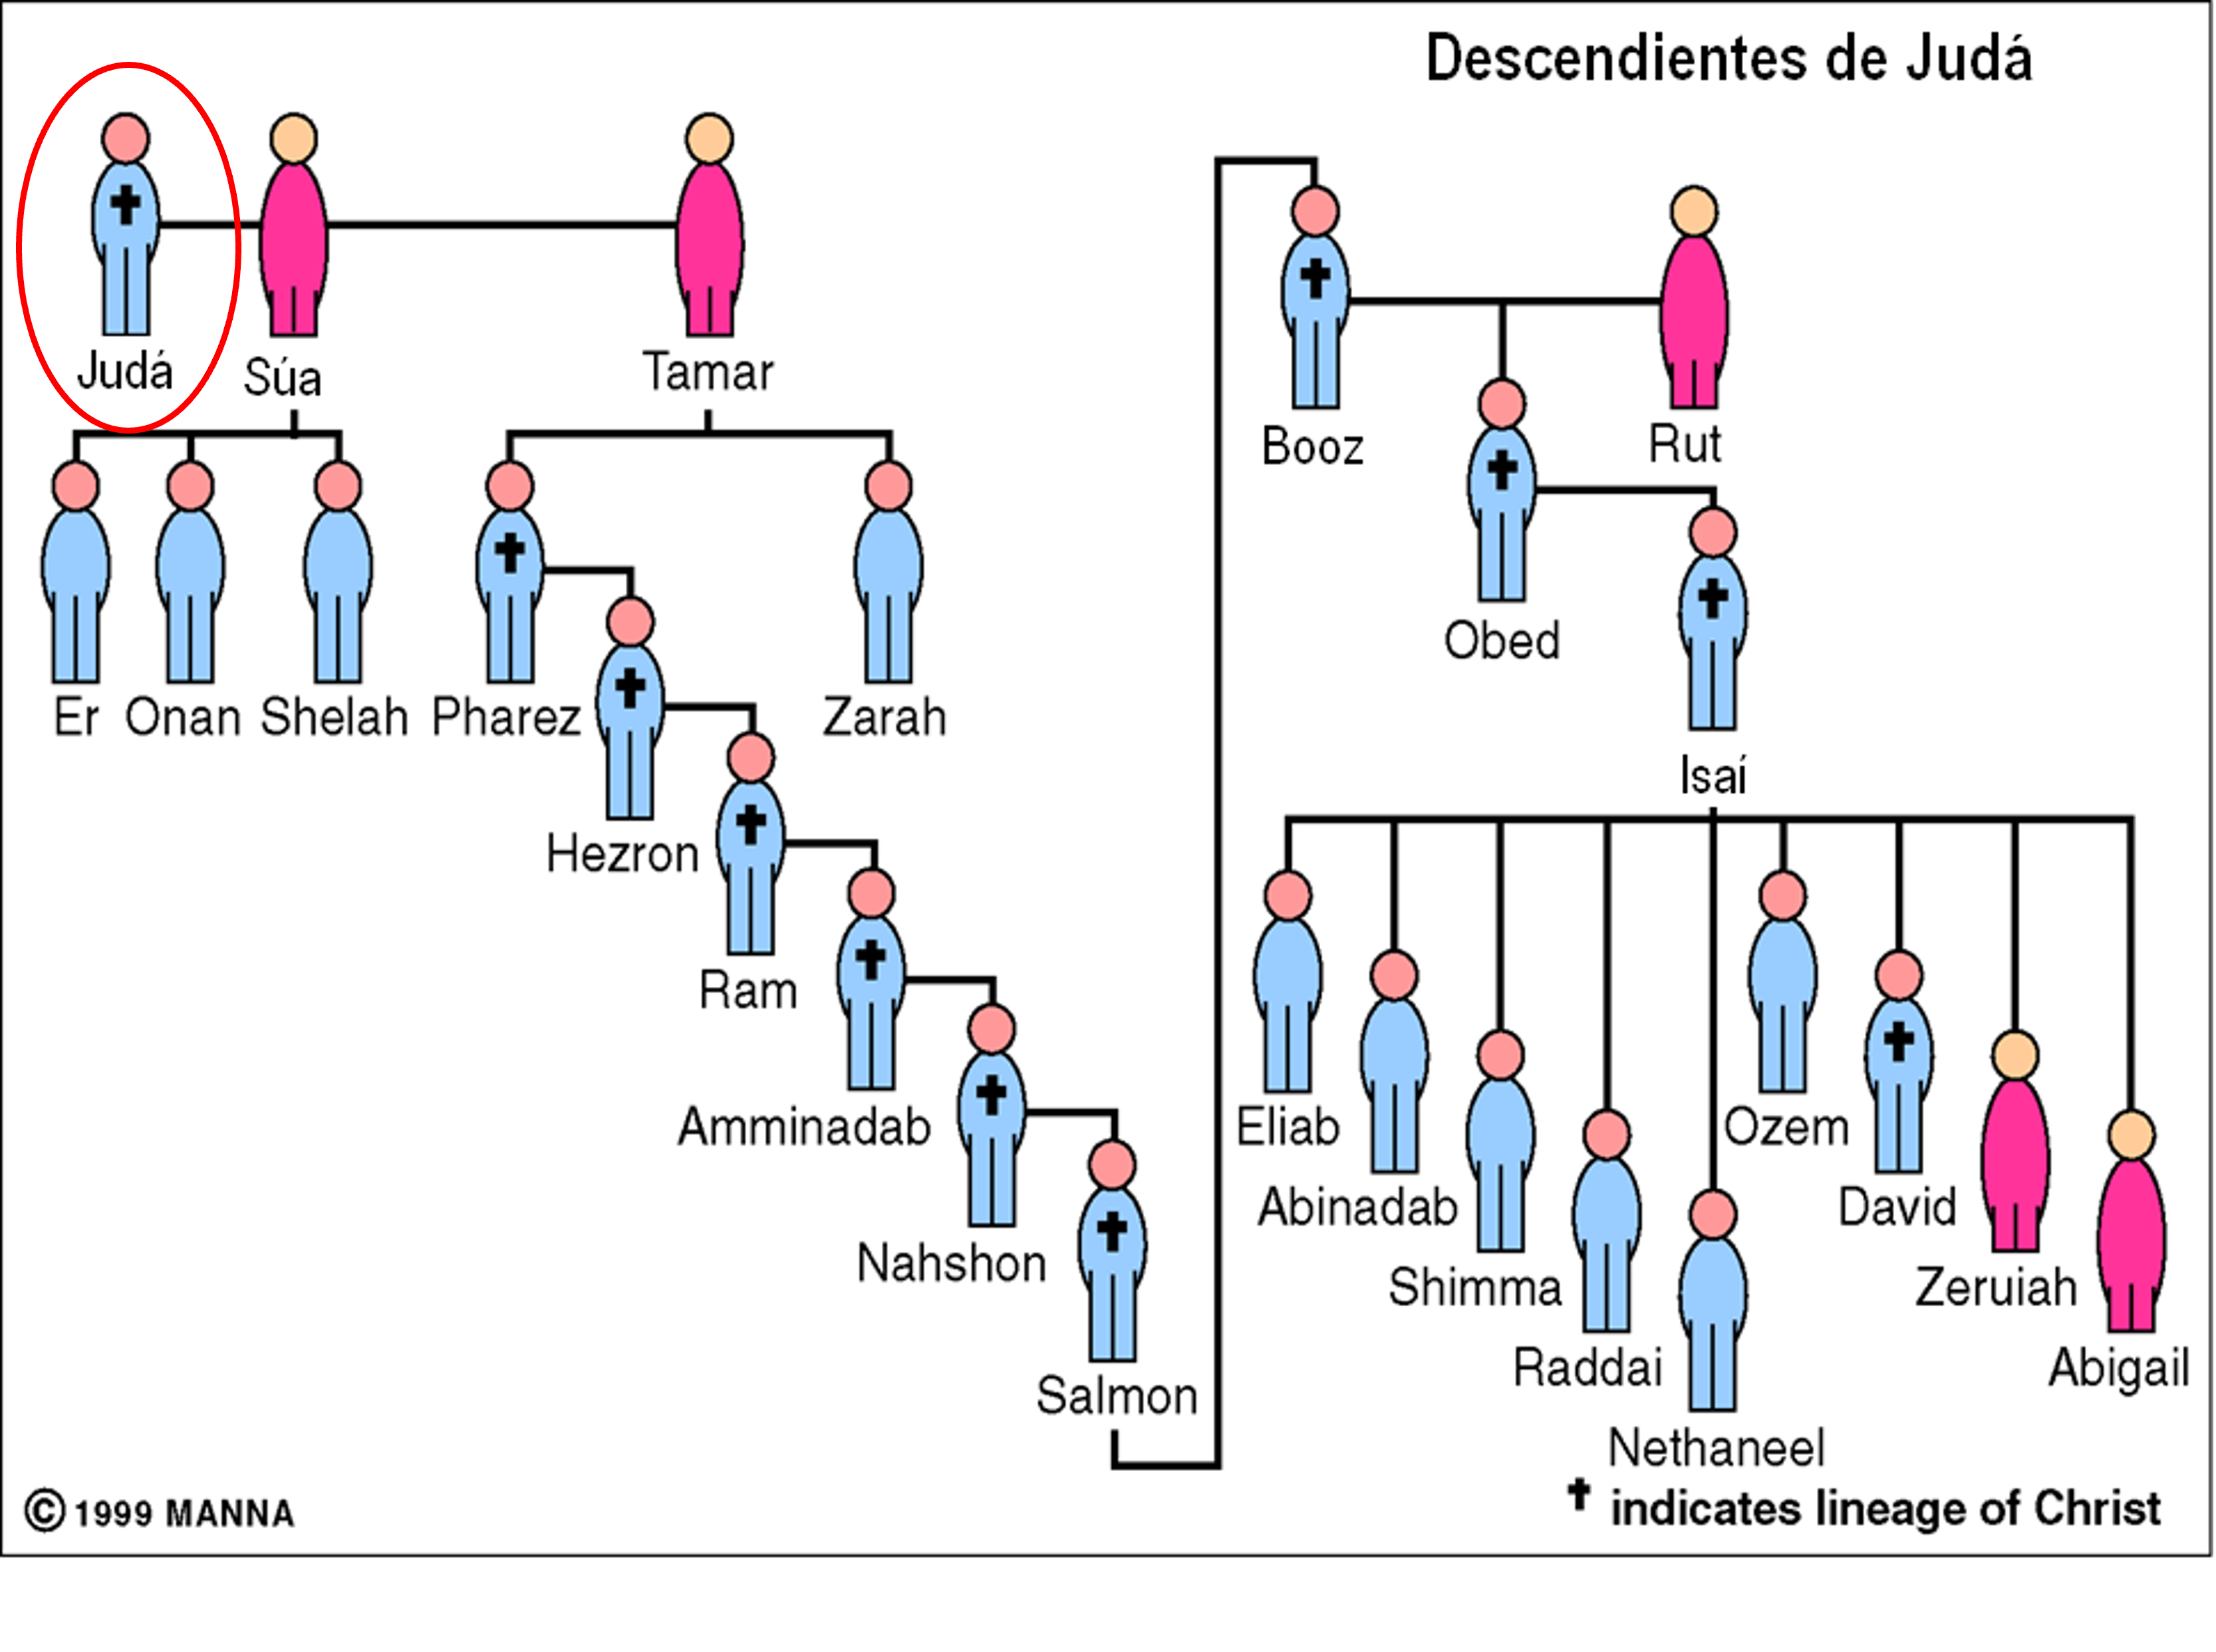 Descendientes de Judá
Judá
Súa
Tamar
Er
Onan
Shelah
Pharez
Zarah
Hezron
Ram
Amminadab
Nahshon
Salmon
Booz
Rut
Obed
Isaí
Eliab
Abinadab
Shimma
Raddai
Nethaneel
Ozem
David
Zeruiah
Abigail
© 1999 MANNA
✝ indicates lineage of Christ